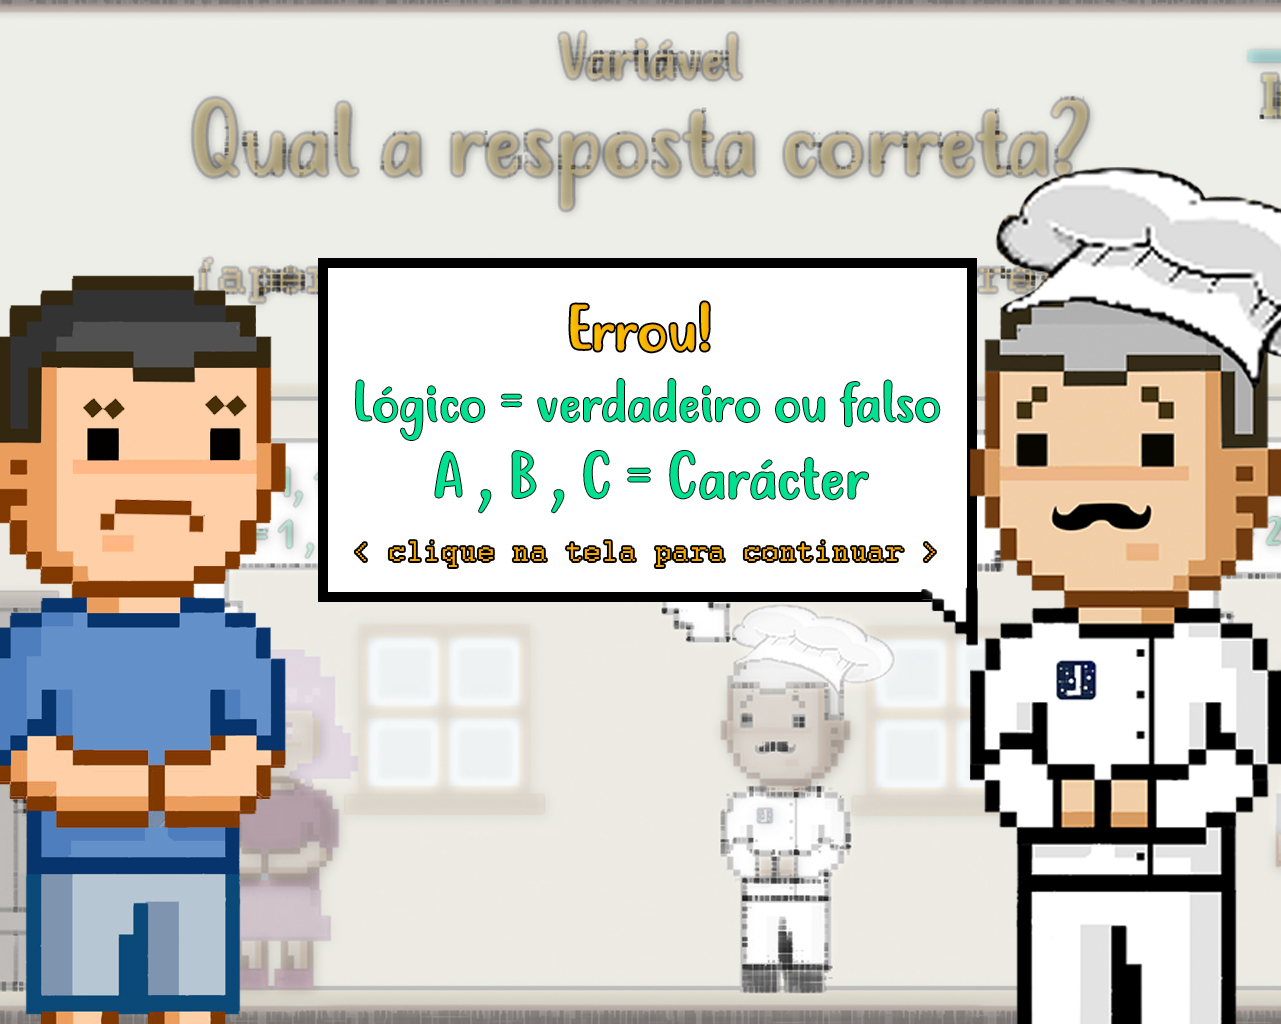 Variável
Qual a resposta correta?
Errou!
Lógico = verdadeiro ou falso
A , B , C = Carácter
< clique na tela para continuar >